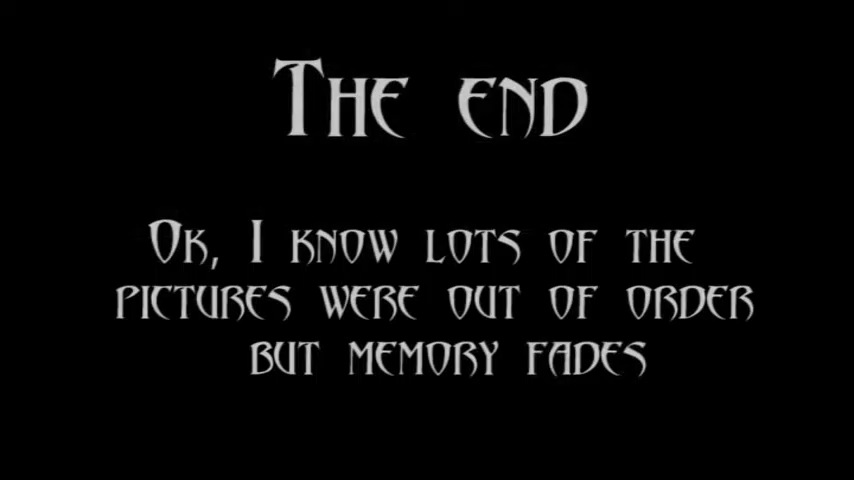 The end
Ok, I know lots of the
pictures were out of order
but memory fades